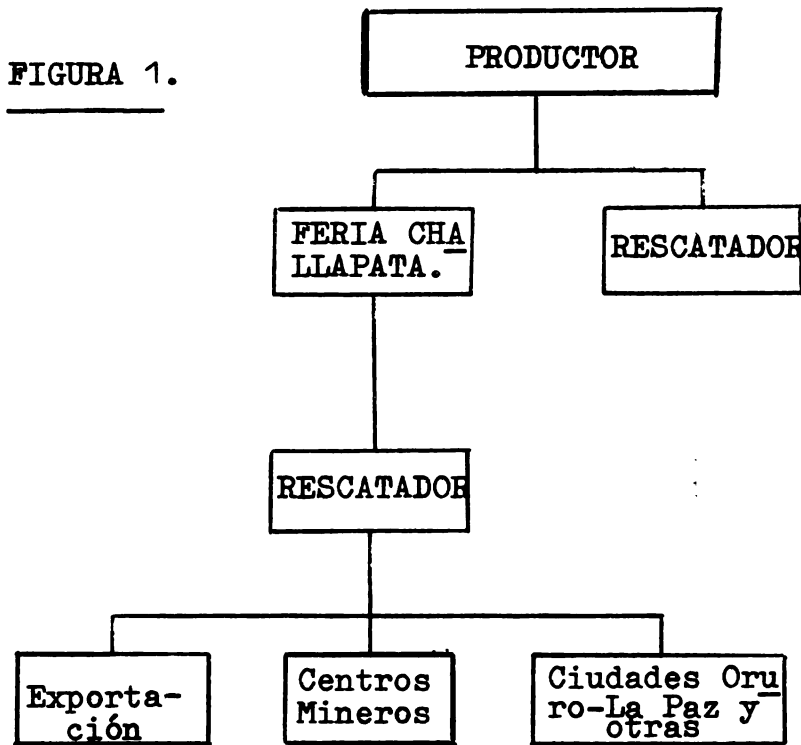 FIGURA 1.
PRODUCTOR
FERIA CHA
LLAPATA.
RESCATADOR
RESCATADOR
Exporta-
ción
Centros
Mineros
Ciudades Oru
ro-La Paz y
otras